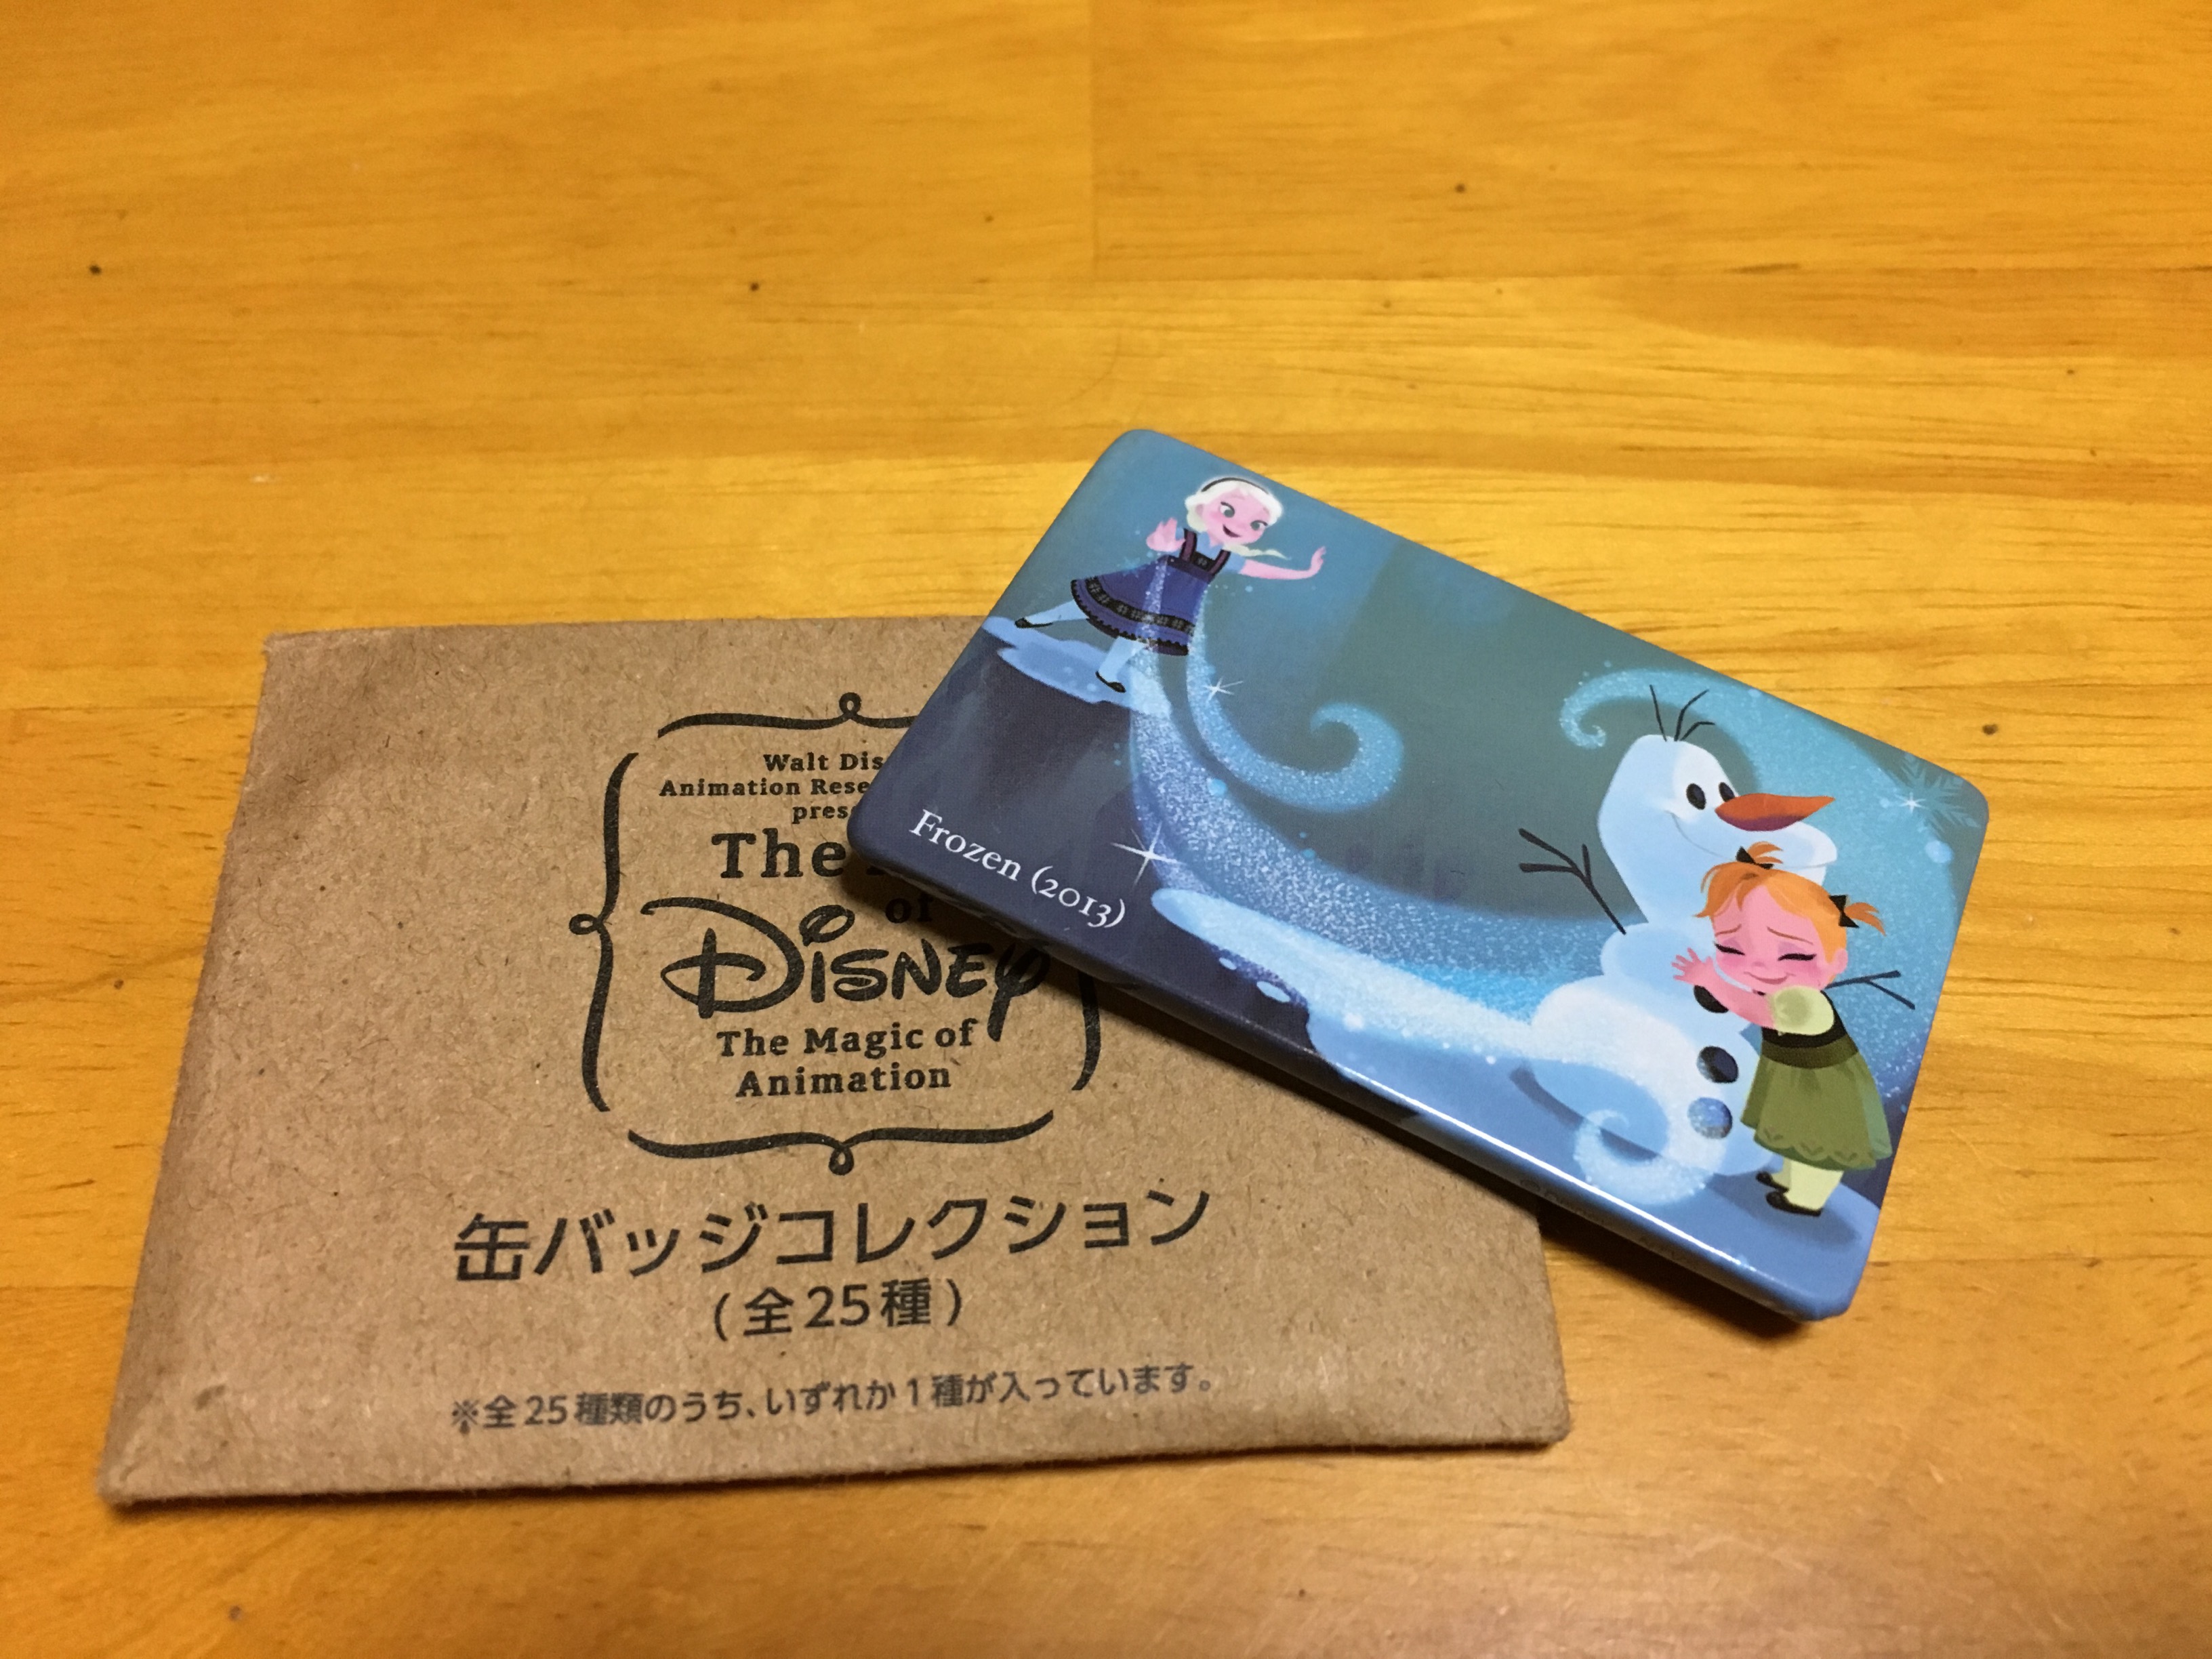 Walt Dis
Animation Rese
pres
The
of
Disney
The Magic of
Animation
缶バッジコレクション
(全25種)
※全25種類のうち、いずれか1種が入っています。
Frozen (2013)